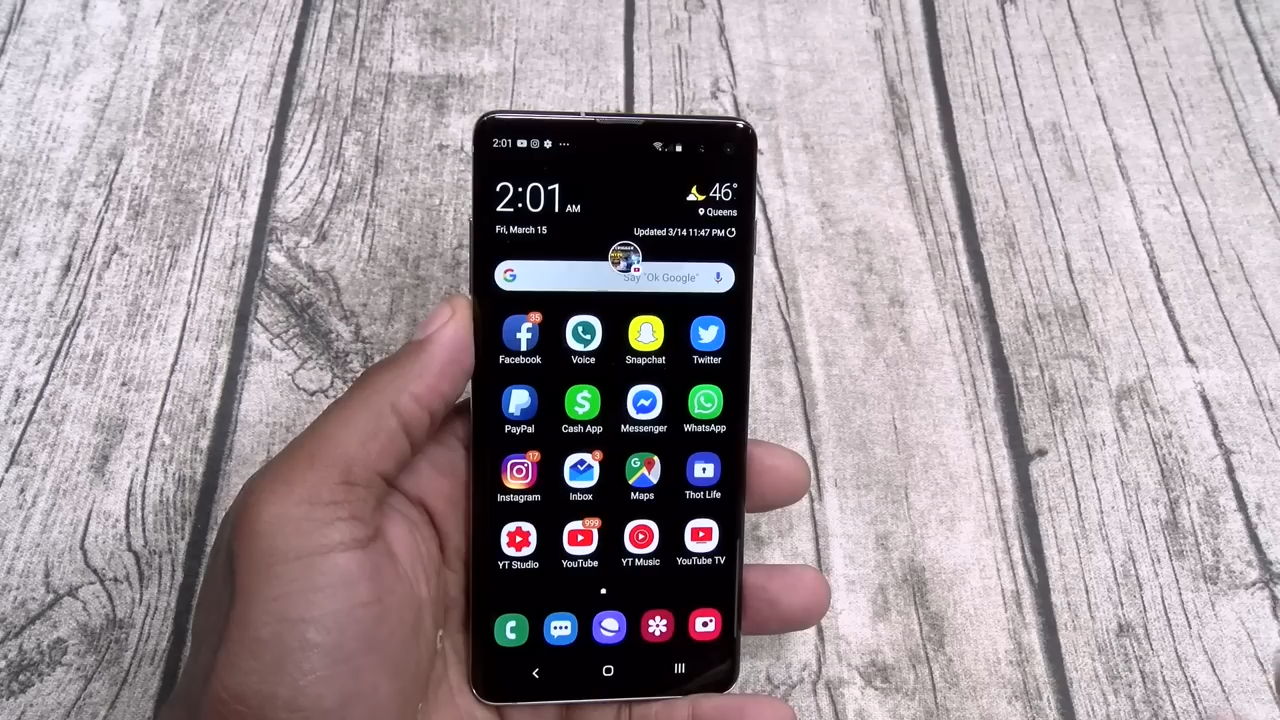 2:01
2:01 AM
46°
Queens
Fri, March 15
Updated 3/14 11:47 PM
G
Say "Ok Google"
35
Facebook
Voice
Snapchat
Twitter
PayPal
Cash App
Messenger
WhatsApp
17
3
Instagram
Inbox
Maps
Thot Life
999
YT Studio
YouTube
YT Music
YouTube TV